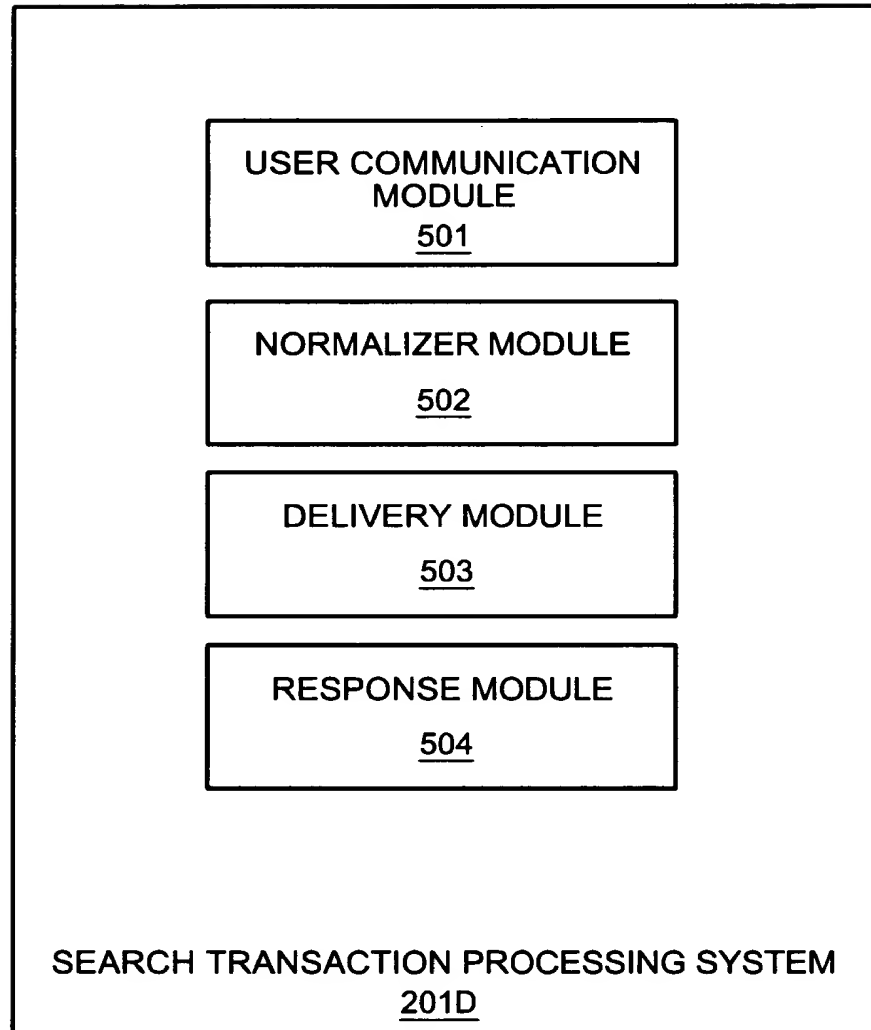 USER COMMUNICATION
MODULE
501
NORMALIZER MODULE
502
DELIVERY MODULE
503
RESPONSE MODULE
504
SEARCH TRANSACTION PROCESSING SYSTEM
201D